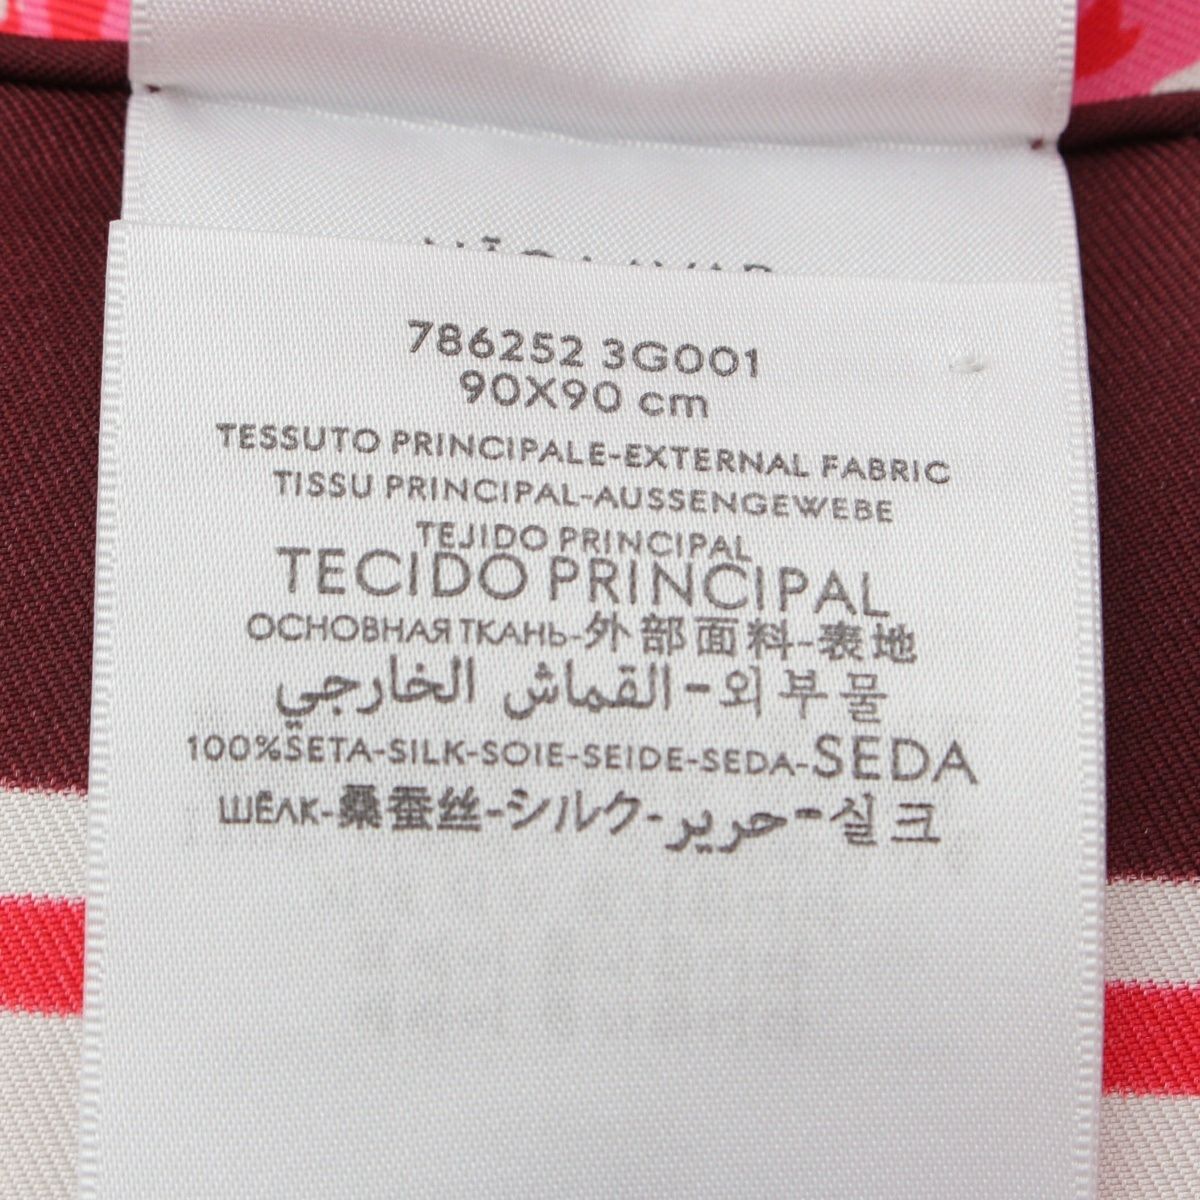 786252 3G001
90X90 cm
TESSUTO PRINCIPALE-EXTERNAL FABRIC
TISSU PRINCIPAL-AUSSENGEWEBE
TEJIDO PRINCIPAL
TECIDO PRINCIPAL
ОСНОВНАЯ ТКАНЬ-外部面料-表地
القماش الخارجي-외부물
100%SETA-SILK-SOIE-SEIDE-SEDA-SEDA
ШЁЛК-桑蚕丝-シルク-حرير-실크